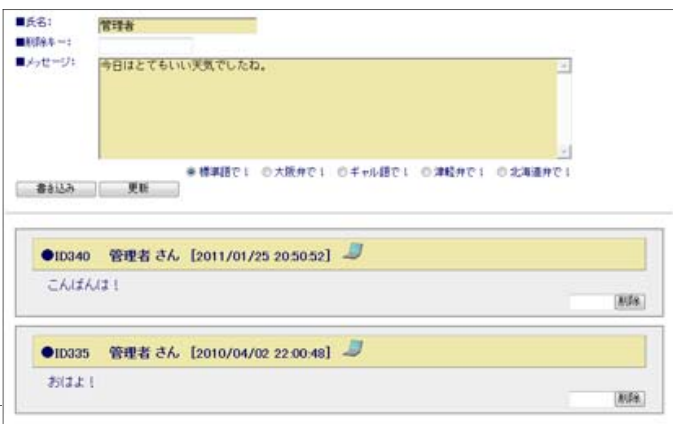 ■氏名:
管理者
■削除キー:
■メッセージ:
今日はとてもいい天気でしたね。
標準語で! 大阪弁で! ギャル語で! 津軽弁で! 北海道弁で!
書き込み 更新
●ID340 管理者 さん [2011/01/25 20:50:52]
こんばんは!
削除
●ID335 管理者 さん [2010/04/02 22:00:48]
おはよ!
削除